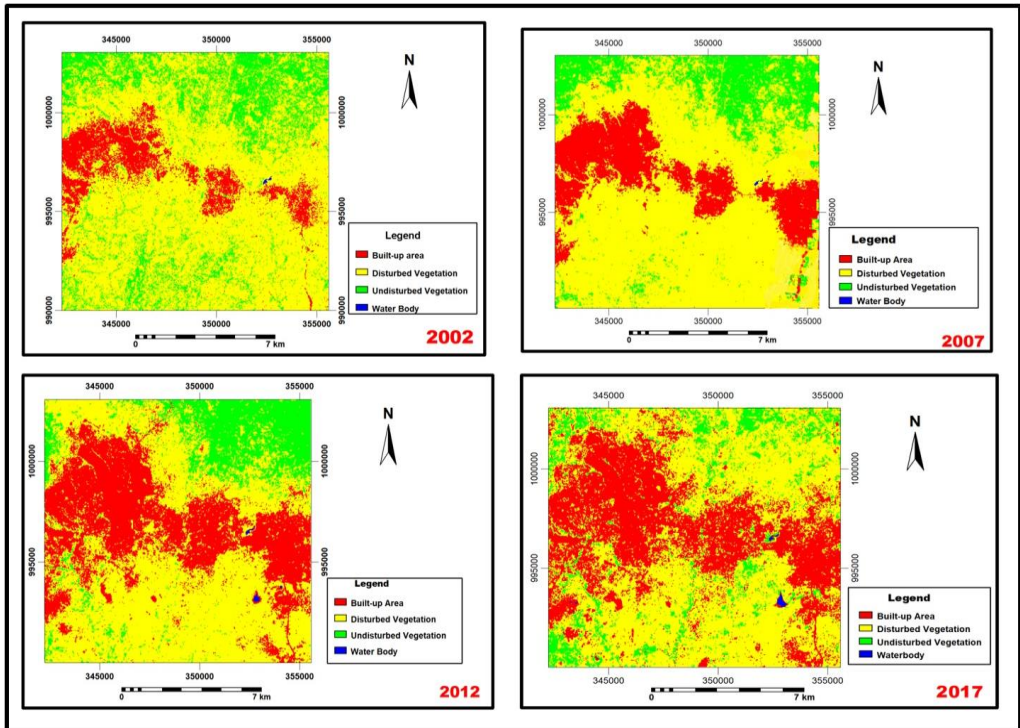 345000 350000 355000
N
1000000 1000000
995000 995000
990000 990000
Legend
Built-up area
Disturbed Vegetation
Undisturbed Vegetation
Water Body
345000 350000 355000
0 7 km
2002
345000 350000 355000
N
1000000 1000000
995000 995000
Legend
Built-up Area
Disturbed Vegetation
Undisturbed Vegetation
Water Body
345000 350000 355000
0 7 km
2007
345000 350000 355000
N
1000000 1000000
995000 995000
Legend
Built-up Area
Disturbed Vegetation
Undisturbed Vegetation
Water Body
345000 350000 355000
0 7 km
2012
345000 350000 355000
N
1000000 1000000
995000 995000
Legend
Built-up Area
Disturbed Vegetation
Undisturbed Vegetation
Waterbody
345000 350000 355000
0 7 km
2017